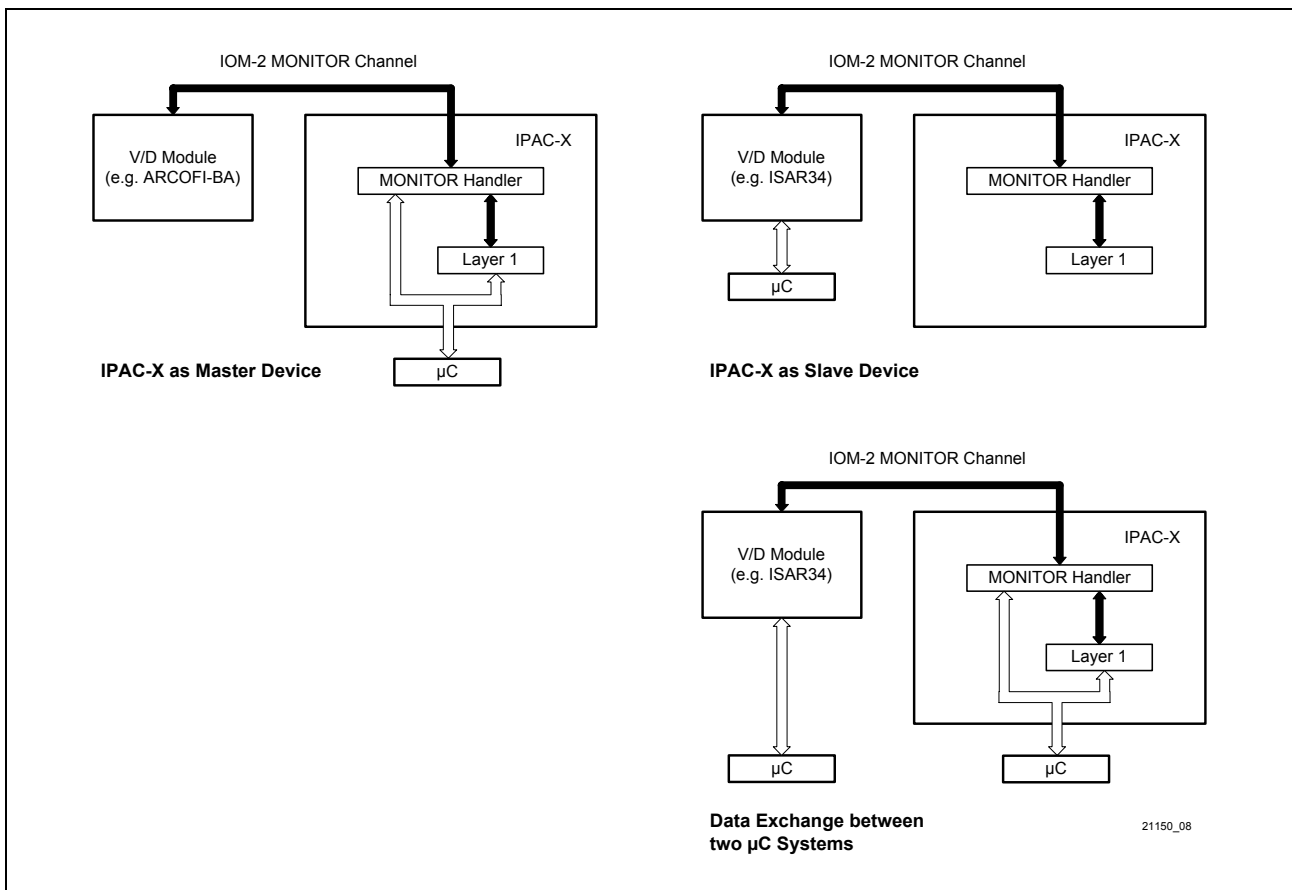 IOM-2 MONITOR Channel
V/D Module
(e.g. ARCOFI-BA)
IPAC-X
MONITOR Handler
Layer 1
µC
IPAC-X as Master Device
IOM-2 MONITOR Channel
V/D Module
(e.g. ISAR34)
µC
IPAC-X
MONITOR Handler
Layer 1
IPAC-X as Slave Device
IOM-2 MONITOR Channel
V/D Module
(e.g. ISAR34)
µC
IPAC-X
MONITOR Handler
Layer 1
µC
Data Exchange between
two µC Systems
21150_08